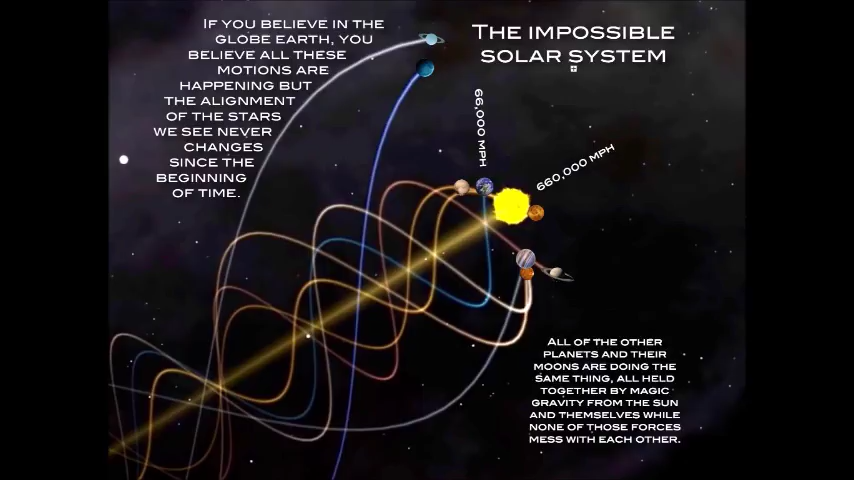 IF YOU BELIEVE IN THE
GLOBE EARTH, YOU
BELIEVE ALL THESE
MOTIONS ARE
HAPPENING BUT
THE ALIGNMENT
OF THE STARS
WE SEE NEVER
CHANGES
SINCE THE
BEGINNING
OF TIME.
THE IMPOSSIBLE
SOLAR SYSTEM
66,000 MPH
660,000 MPH
ALL OF THE OTHER
PLANETS AND THEIR
MOONS ARE DOING THE
SAME THING, ALL HELD
TOGETHER BY MAGIC
GRAVITY FROM THE SUN
AND THEMSELVES WHILE
NONE OF THOSE FORCES
MESS WITH EACH OTHER.